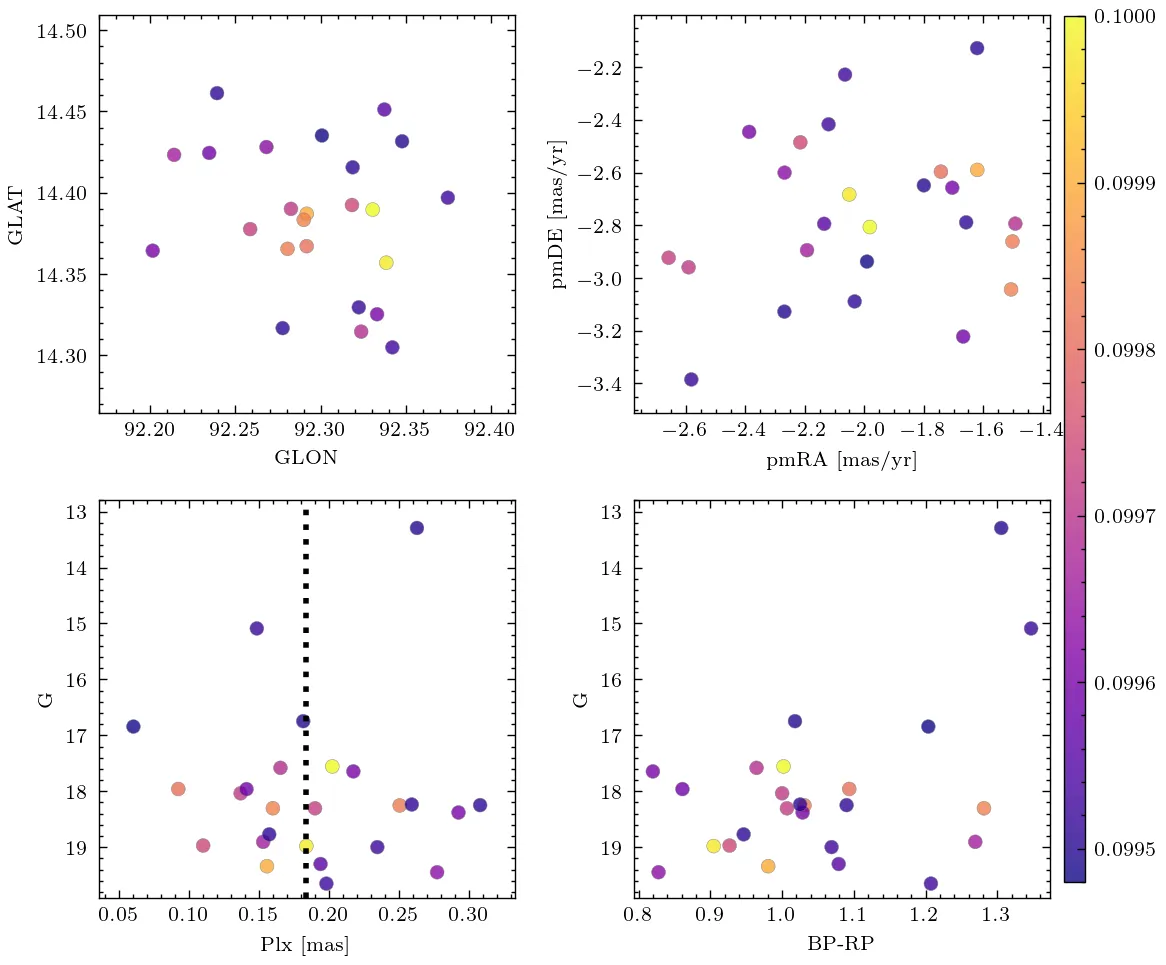 14.50
14.45
14.40
14.35
14.30
GLAT
92.20 92.25 92.30 92.35 92.40
GLON
−2.2
−2.4
−2.6
−2.8
−3.0
−3.2
−3.4
pmDE [mas/yr]
−2.6 −2.4 −2.2 −2.0 −1.8 −1.6 −1.4
pmRA [mas/yr]
0.1000
0.0999
0.0998
0.0997
0.0996
0.0995
13
14
15
16
17
18
19
G
0.05 0.10 0.15 0.20 0.25 0.30
Plx [mas]
13
14
15
16
17
18
19
G
0.8 0.9 1.0 1.1 1.2 1.3
BP-RP